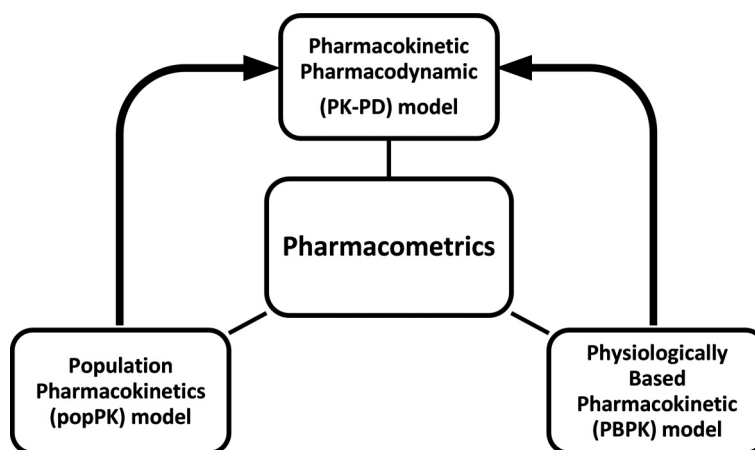 Pharmacokinetic
Pharmacodynamic
(PK-PD) model
Pharmacometrics
Population
Pharmacokinetics
(popPK) model
Physiologically
Based
Pharmacokinetic
(PBPK) model